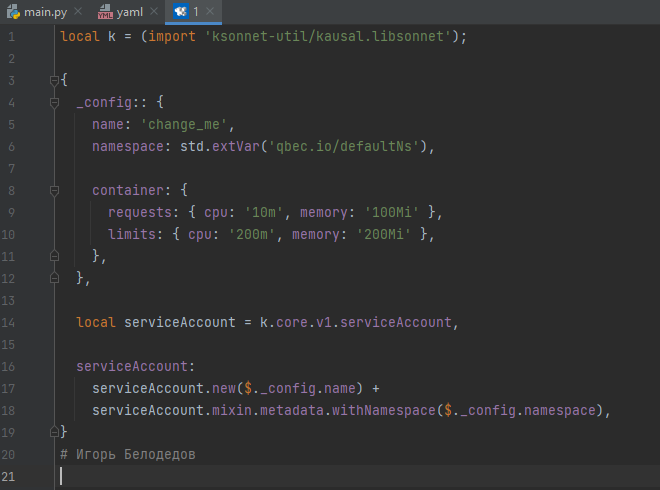 main.py
yaml
1
1 local k = (import 'ksonnet-util/kausal.libsonnet');
2
3 {
4   _config:: {
5     name: 'change_me',
6     namespace: std.extVar('qbec.io/defaultNs'),
7
8     container: {
9       requests: { cpu: '10m', memory: '100Mi' },
10       limits: { cpu: '200m', memory: '200Mi' },
11     },
12   },
13
14   local serviceAccount = k.core.v1.serviceAccount,
15
16   serviceAccount:
17     serviceAccount.new($._config.name) +
18     serviceAccount.mixin.metadata.withNamespace($._config.namespace),
19 }
20 # Игорь Белодедов
21